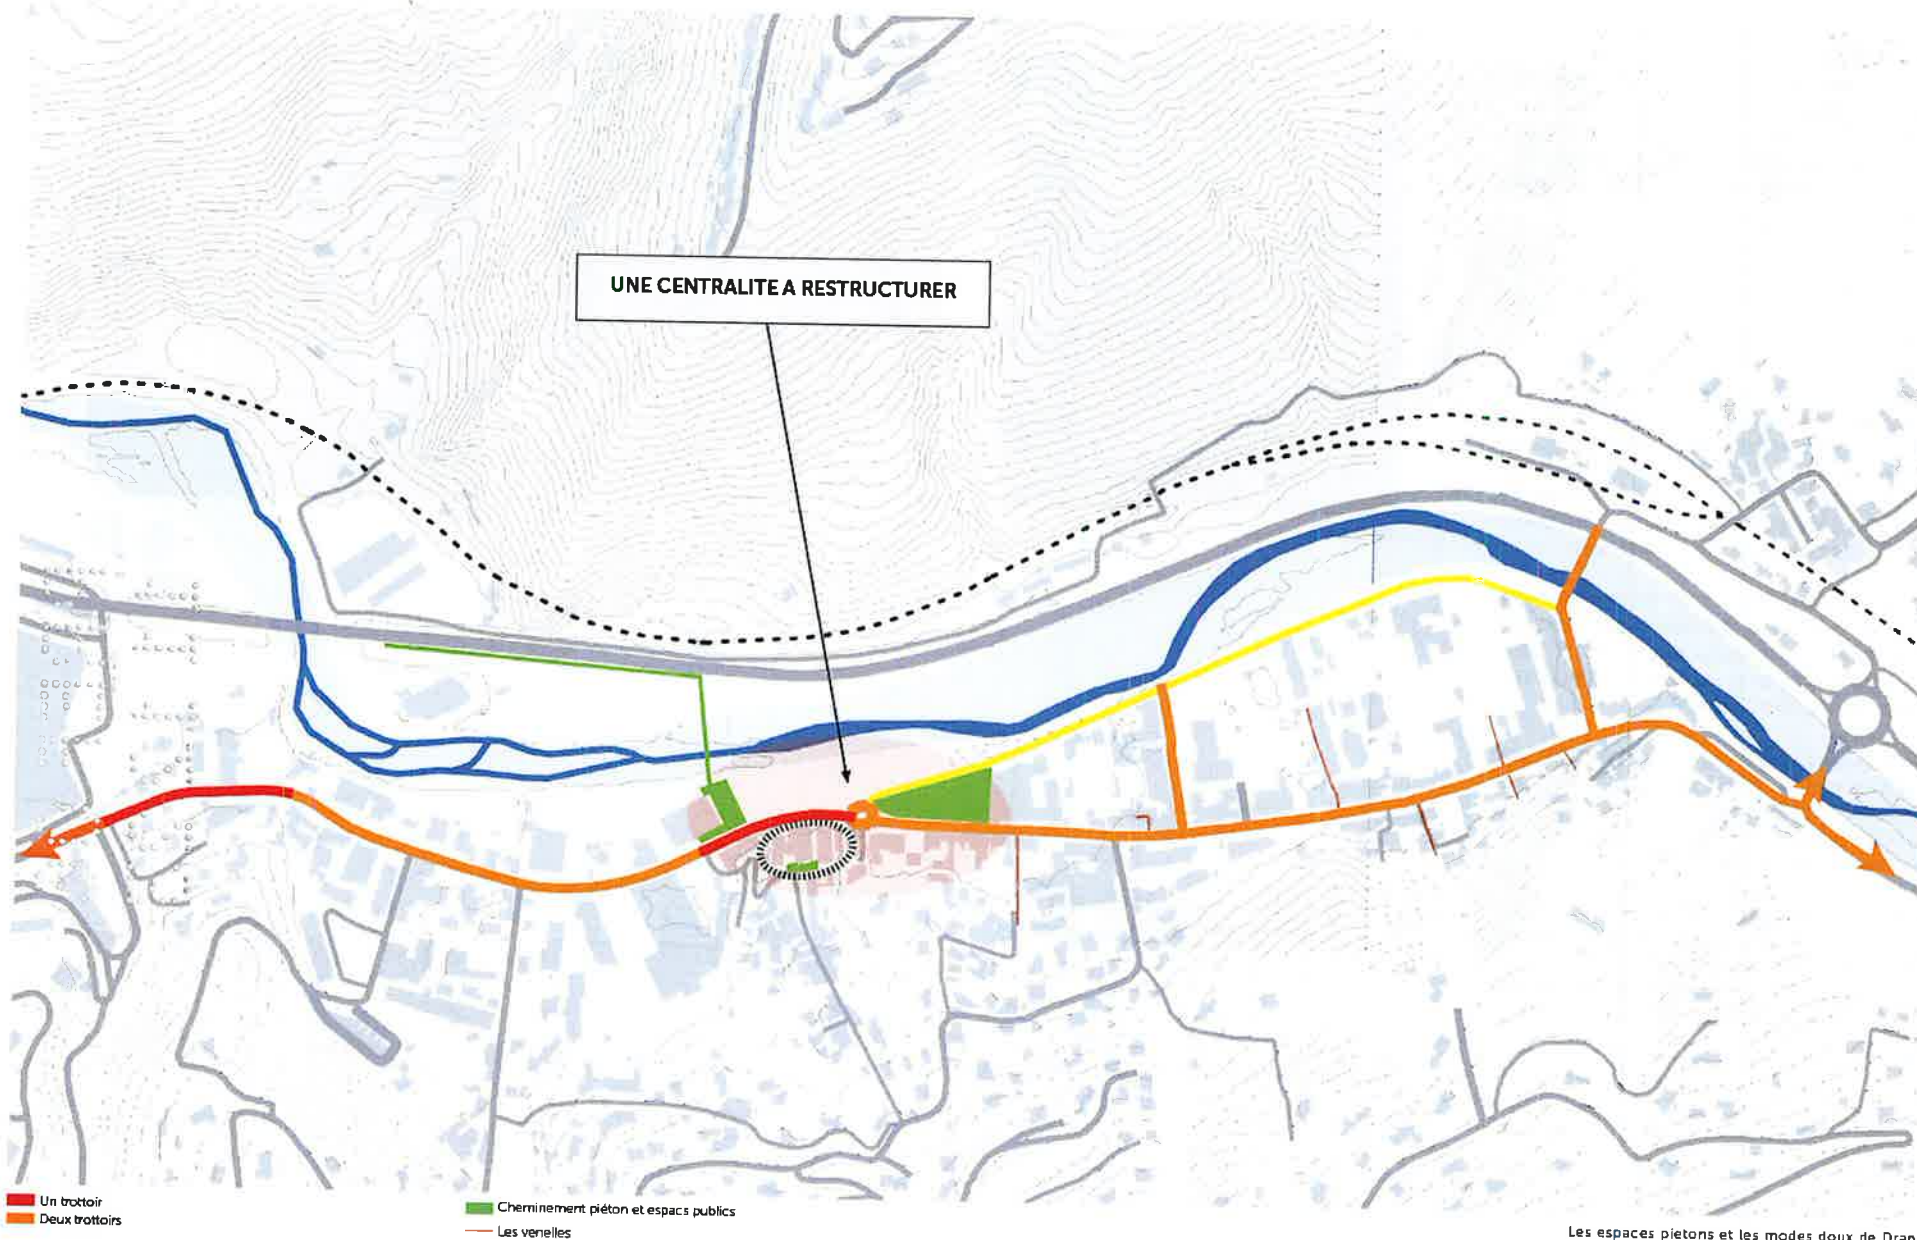 UNE CENTRALITE A RESTRUCTURER
Un trottoir
Deux trottoirs
Cheminement piéton et espacs publics
Les venelles
Les espaces pietons et les modes doux de Drap